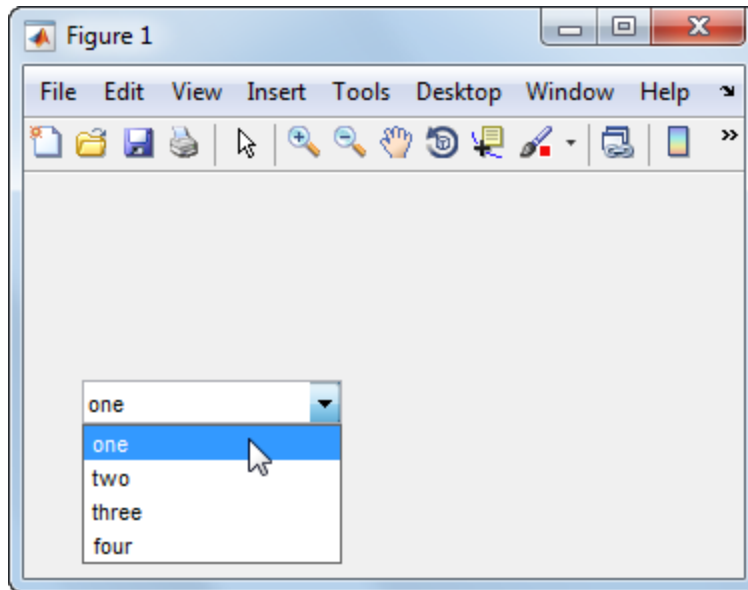 Figure 1
File Edit View Insert Tools Desktop Window Help
one
one
two
three
four